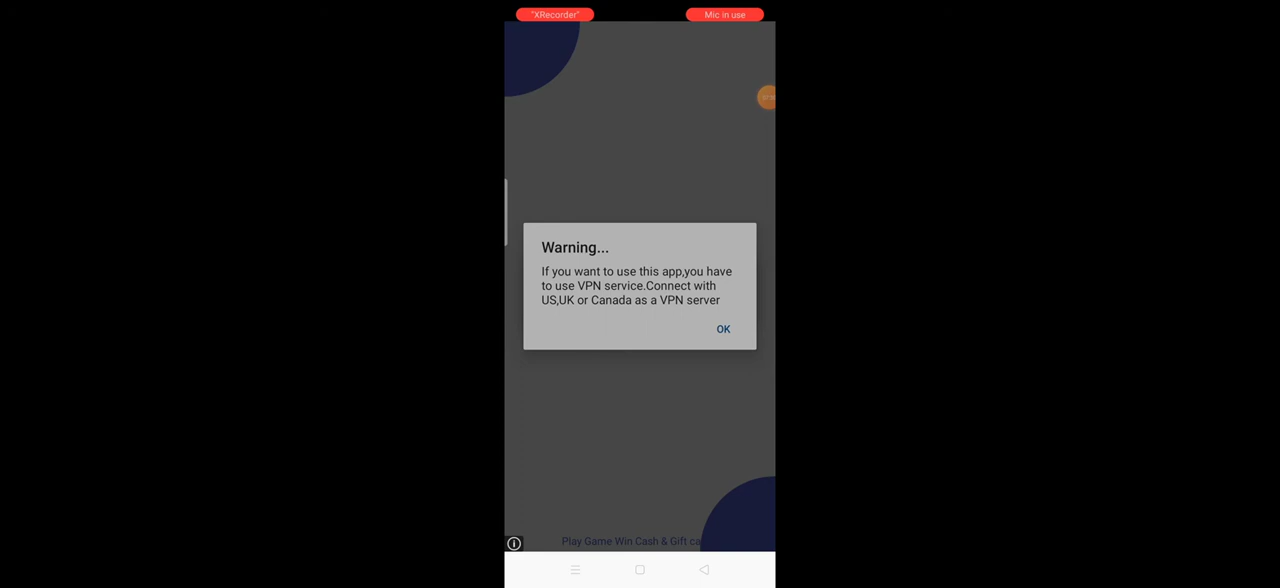 "XRecorder" Mic in use
Warning...
If you want to use this app,you have
to use VPN service.Connect with
US,UK or Canada as a VPN server
OK
Play Game Win Cash & Gift ca